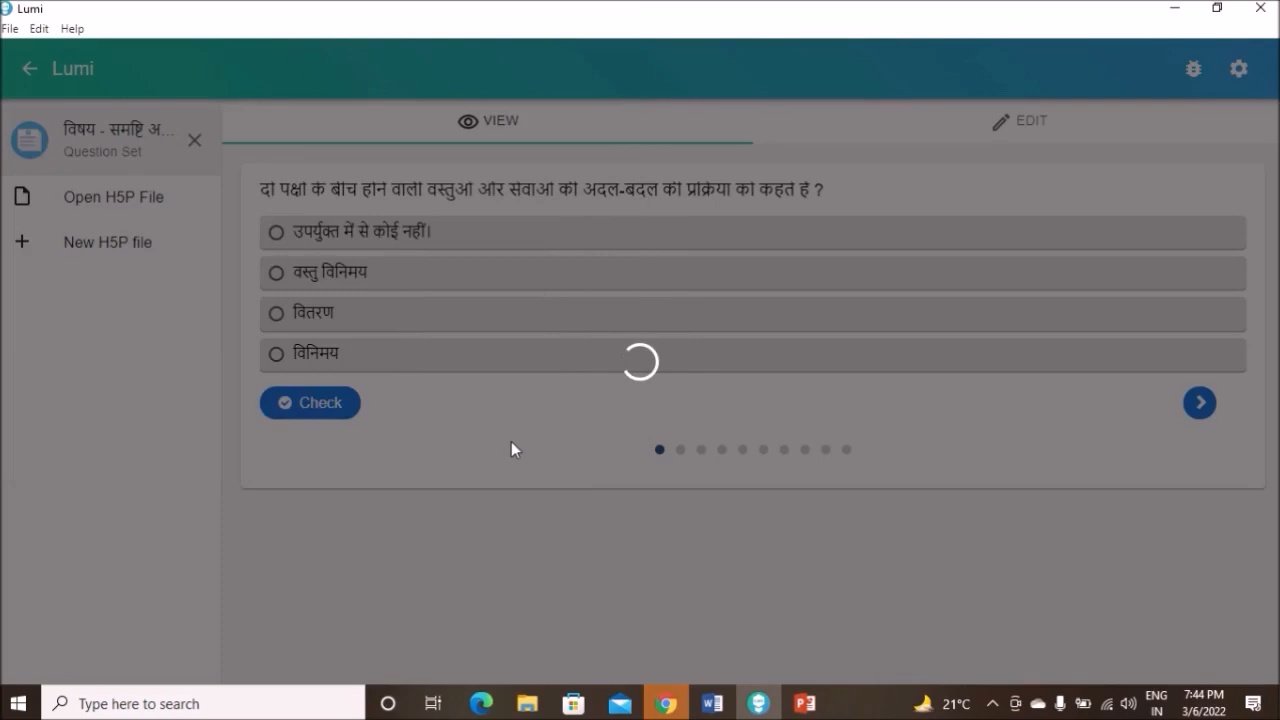 Lumi
File Edit Help
Lumi
विषय - समष्टि अ...
Question Set
Open H5P File
New H5P file
VIEW
EDIT
दो पक्षों के बीच होने वाली वस्तुओं और सेवाओं की अदल-बदल की प्रक्रिया को कहते हैं ?
उपर्युक्त में से कोई नहीं।
वस्तु विनिमय
वितरण
विनिमय
Check
Type here to search
21°C
ENG
IN
7:44 PM
3/6/2022